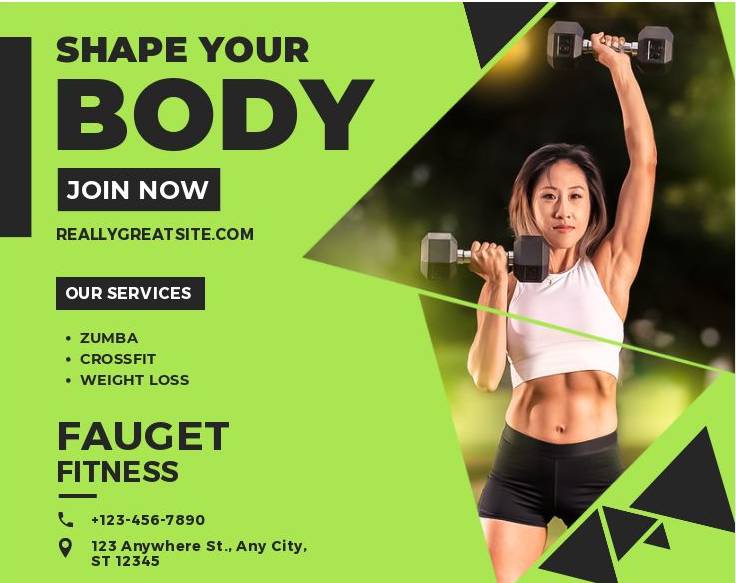 SHAPE YOUR
BODY
JOIN NOW
REALLYGREATSITE.COM
OUR SERVICES
• ZUMBA
• CROSSFIT
• WEIGHT LOSS
FAUGET
FITNESS
+123-456-7890
123 Anywhere St., Any City,
ST 12345